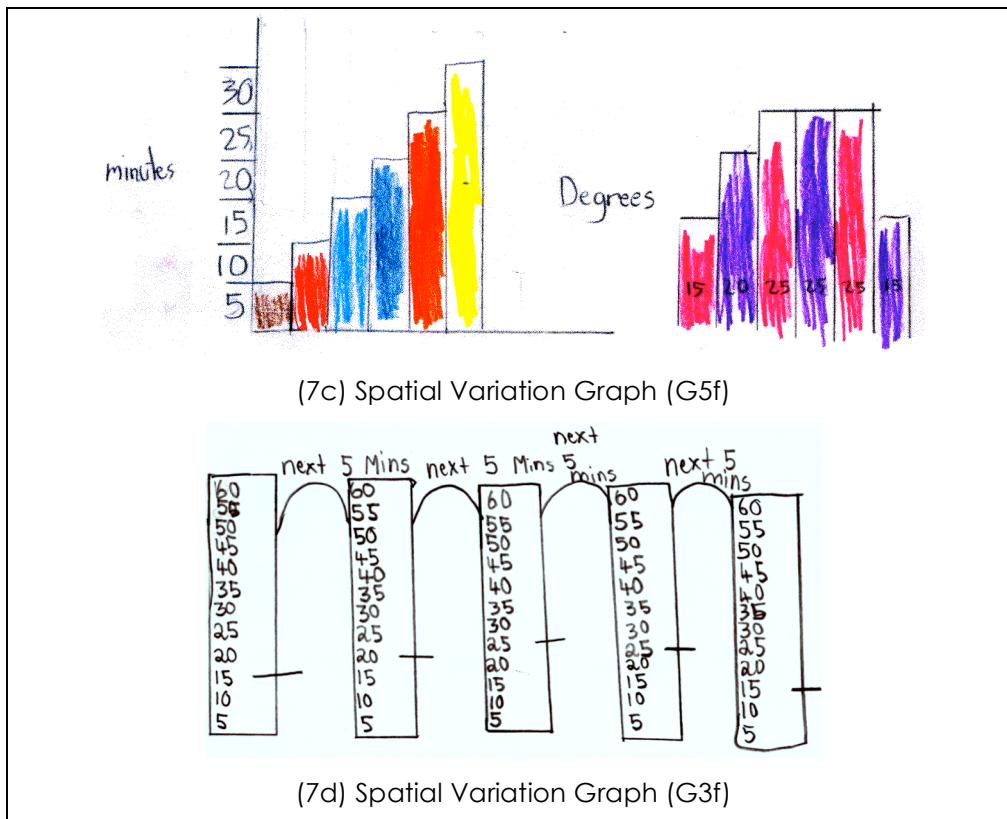 30
25
minutes
20
15
10
5
Degrees
15 20 25 25 25 15
(7c) Spatial Variation Graph (G5f)
next 5 Mins next 5 Mins next 5 mins next 5 mins
60 60 60 60 60
55 55 55 55 55
50 50 50 50 50
45 45 45 45 45
40 40 40 40 40
35 35 35 35 35
30 30 30 30 30
25 25 25 25 25
20 20 20 20 20
15 15 15 15 15
10 10 10 10 10
5 5 5 5 5
(7d) Spatial Variation Graph (G3f)